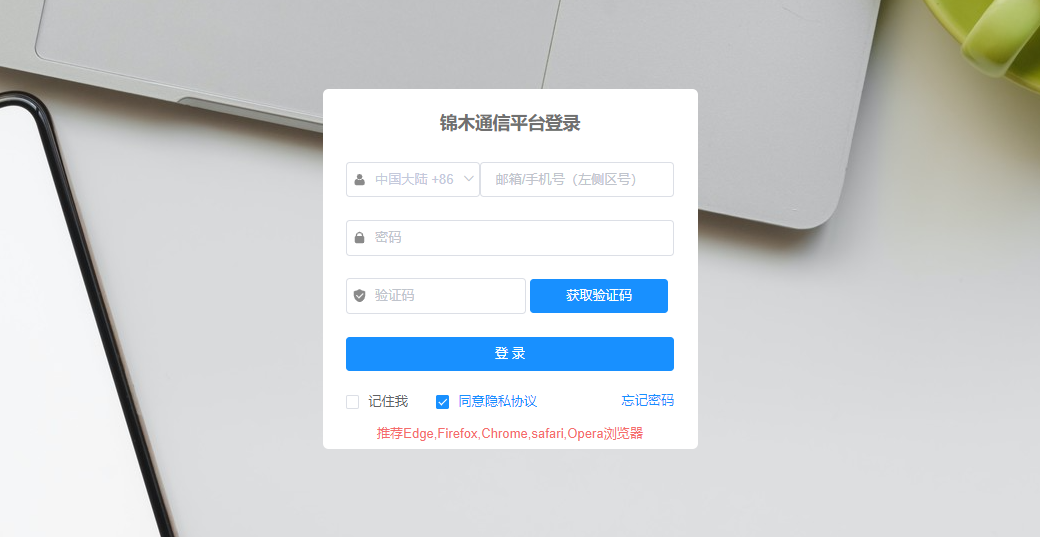 锦木通信平台登录
中国大陆 +86 邮箱/手机号（左侧区号）
密码
验证码 获取验证码
登 录
记住我 同意隐私协议 忘记密码
推荐Edge,Firefox,Chrome,safari,Opera浏览器